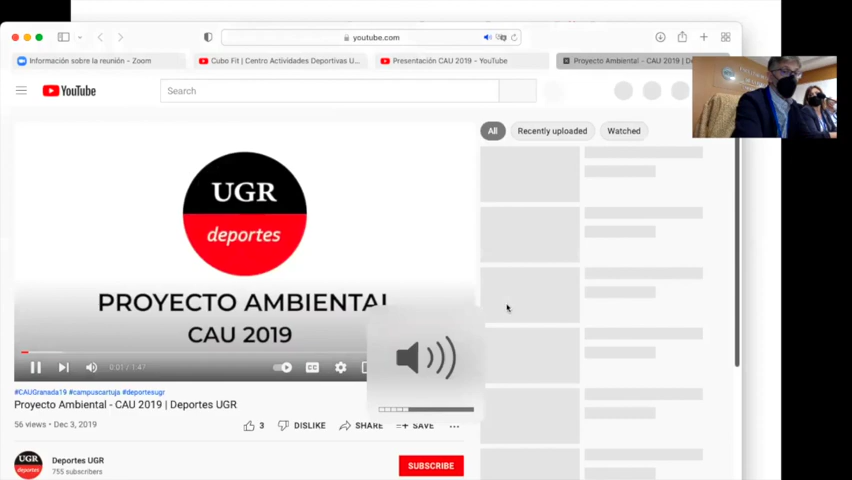 youtube.com
Información sobre la reunión - Zoom
Cubo Fit | Centro Actividades Deportivas U...
Presentación CAU 2019 - YouTube
Proyecto Ambiental - CAU 2019 | De
YouTube
Search
All
Recently uploaded
Watched
UGR
deportes
PROYECTO AMBIENTAL
CAU 2019
0:01 / 1:47
CC
#CAUGranada19 #campuscartuja #deportesugr
Proyecto Ambiental - CAU 2019 | Deportes UGR
56 views • Dec 3, 2019
3
DISLIKE
SHARE
SAVE
UGR
deportes
Deportes UGR
755 subscribers
SUBSCRIBE